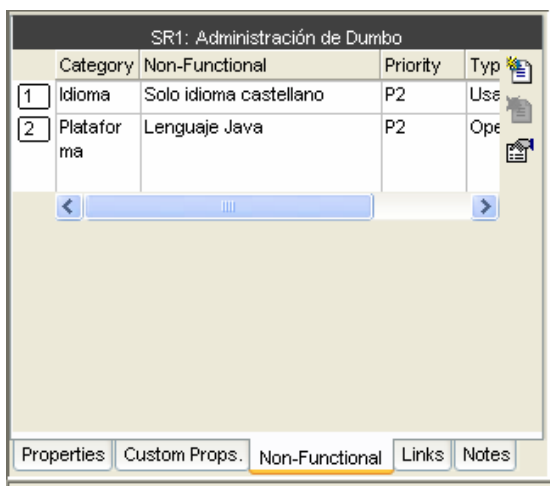 SR1: Administración de Dumbo
Category Non-Functional Priority Typ
1 Idioma Solo idioma castellano P2 Usa
2 Platafor Lenguaje Java P2 Ope
ma
Properties Custom Props. Non-Functional Links Notes